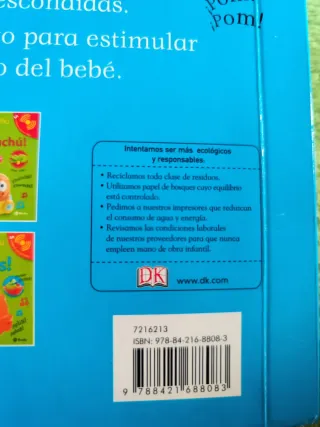 escondidas.
o para estimular
o del bebé.
¡Pom!
Intentamos ser más ecológicos
y responsables:
• Reciclamos toda clase de residuos.
• Utilizamos papel de bosques cuyo equilibrio
está controlado.
• Pedimos a nuestros impresores que reduzcan
el consumo de agua y energía.
• Revisamos las condiciones laborales
de nuestros proveedores para que nunca
empleen mano de obra infantil.
DK
www.dk.com
7216213
ISBN: 978-84-216-8808-3
9 788421 688083